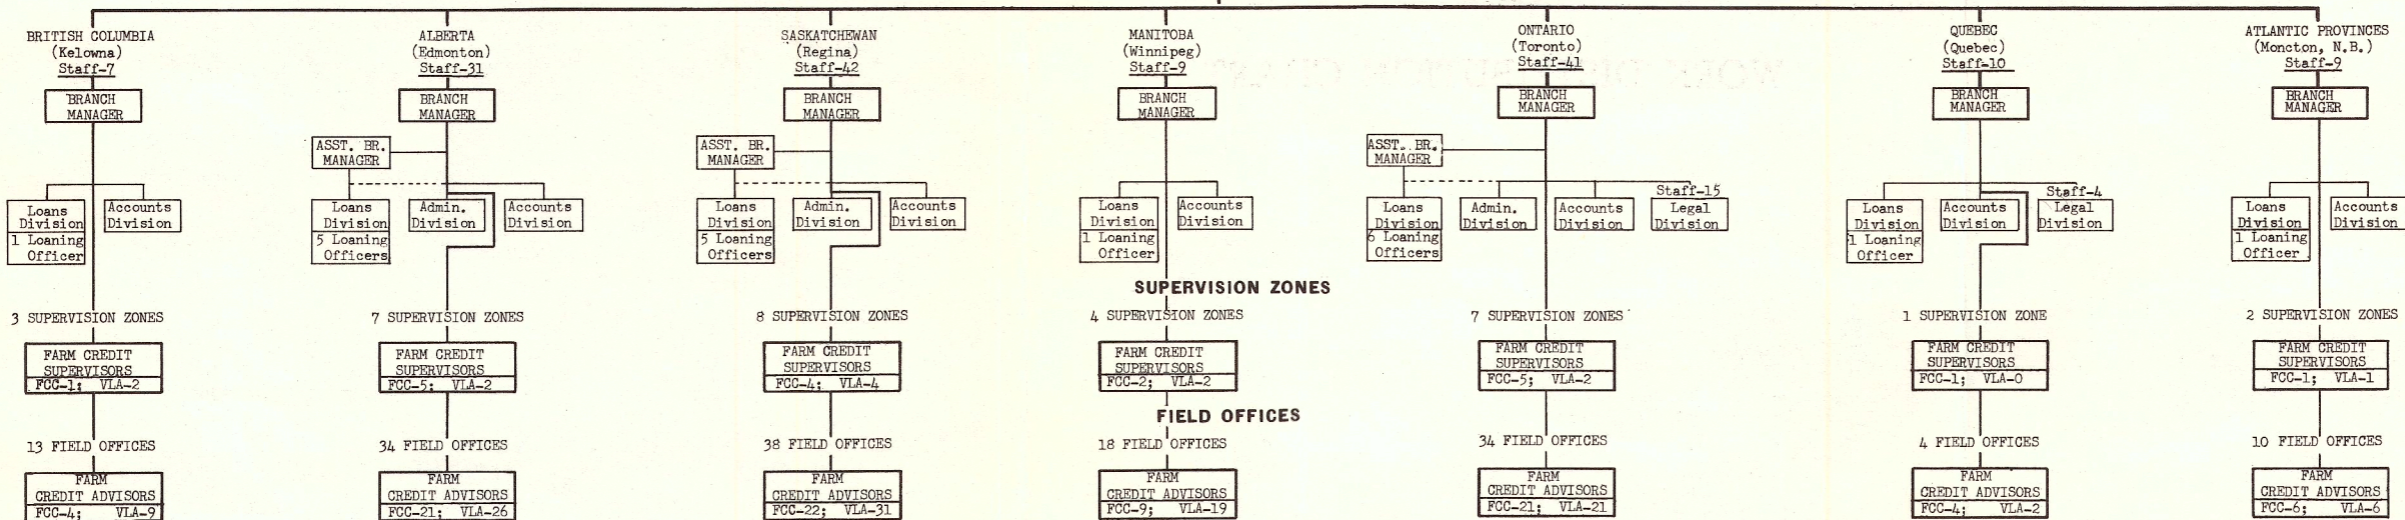 BRITISH COLUMBIA
(Kelowna)
Staff-7
BRANCH
MANAGER
Loans
Division
1 Loaning
Officer
Accounts
Division
3 SUPERVISION ZONES
FARM CREDIT
SUPERVISORS
FCC-1; VLA-2
13 FIELD OFFICES
FARM
CREDIT ADVISORS
FCC-4; VLA-9
ALBERTA
(Edmonton)
Staff-31
BRANCH
MANAGER
ASST. BR.
MANAGER
Loans
Division
5 Loaning
Officers
Admin.
Division
Accounts
Division
7 SUPERVISION ZONES
FARM CREDIT
SUPERVISORS
FCC-5; VLA-2
34 FIELD OFFICES
FARM
CREDIT ADVISORS
FCC-21; VLA-26
SASKATCHEWAN
(Regina)
Staff-42
BRANCH
MANAGER
ASST. BR.
MANAGER
Loans
Division
5 Loaning
Officers
Admin.
Division
Accounts
Division
8 SUPERVISION ZONES
FARM CREDIT
SUPERVISORS
FCC-4; VLA-4
38 FIELD OFFICES
FARM
CREDIT ADVISORS
FCC-22; VLA-31
MANITOBA
(Winnipeg)
Staff-9
BRANCH
MANAGER
Loans
Division
1 Loaning
Officer
Accounts
Division
SUPERVISION ZONES
4 SUPERVISION ZONES
FARM CREDIT
SUPERVISORS
FCC-2; VLA-2
FIELD OFFICES
18 FIELD OFFICES
FARM
CREDIT ADVISORS
FCC-9; VLA-19
ONTARIO
(Toronto)
Staff-41
BRANCH
MANAGER
ASST. BR.
MANAGER
Loans
Division
6 Loaning
Officers
Admin.
Division
Accounts
Division
Staff-15
Legal
Division
7 SUPERVISION ZONES
FARM CREDIT
SUPERVISORS
FCC-5; VLA-2
34 FIELD OFFICES
FARM
CREDIT ADVISORS
FCC-21; VLA-21
QUEBEC
(Quebec)
Staff-10
BRANCH
MANAGER
Loans
Division
1 Loaning
Officer
Accounts
Division
Staff-4
Legal
Division
1 SUPERVISION ZONE
FARM CREDIT
SUPERVISORS
FCC-1; VLA-0
4 FIELD OFFICES
FARM
CREDIT ADVISORS
FCC-4; VLA-2
ATLANTIC PROVINCES
(Moncton, N.B.)
Staff-9
BRANCH
MANAGER
Loans
Division
1 Loaning
Officer
Accounts
Division
2 SUPERVISION ZONES
FARM CREDIT
SUPERVISORS
FCC-1; VLA-1
10 FIELD OFFICES
FARM
CREDIT ADVISORS
FCC-6; VLA-6